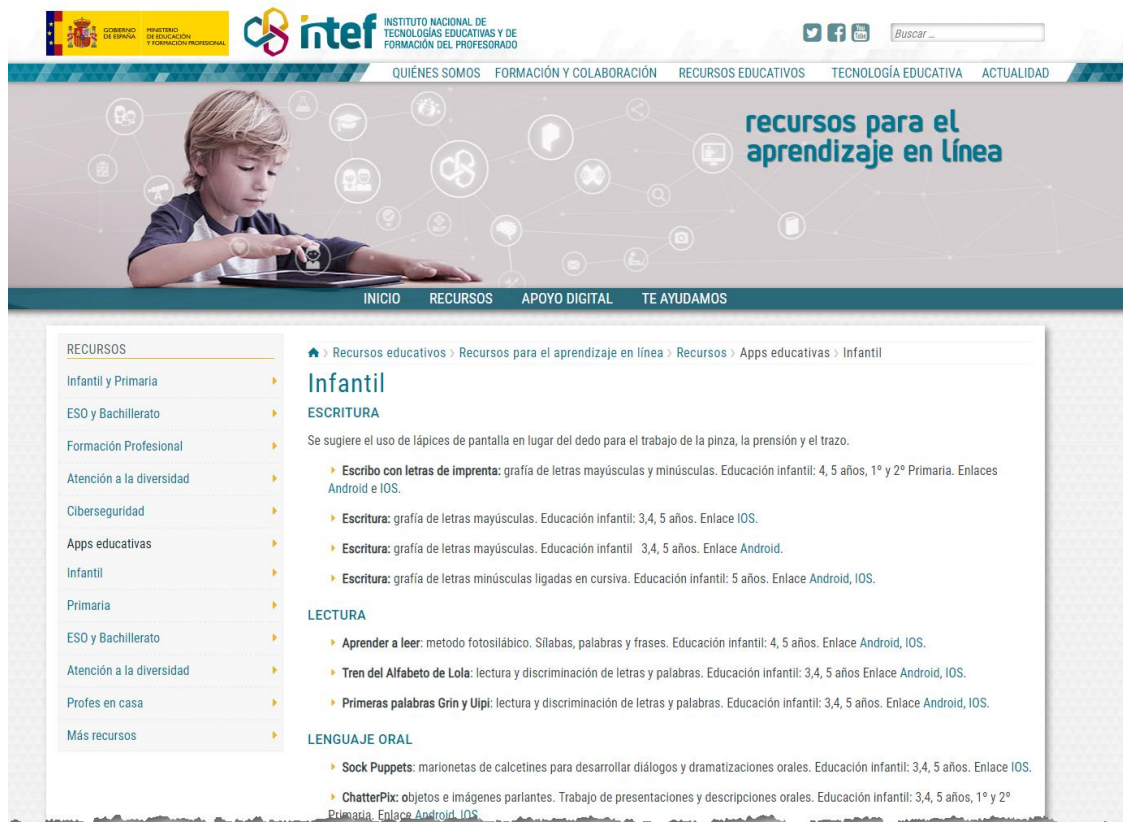 GOBIERNO
DE ESPAÑA
MINISTERIO
DE EDUCACIÓN
Y FORMACIÓN PROFESIONAL
intef
INSTITUTO NACIONAL DE
TECNOLOGÍAS EDUCATIVAS Y DE
FORMACIÓN DEL PROFESORADO
You
Tube
Buscar ...
QUIÉNES SOMOS FORMACIÓN Y COLABORACIÓN RECURSOS EDUCATIVOS TECNOLOGÍA EDUCATIVA ACTUALIDAD
recursos para el
aprendizaje en línea
INICIO RECURSOS APOYO DIGITAL TE AYUDAMOS
RECURSOS
Infantil y Primaria
ESO y Bachillerato
Formación Profesional
Atención a la diversidad
Ciberseguridad
Apps educativas
Infantil
Primaria
ESO y Bachillerato
Atención a la diversidad
Profes en casa
Más recursos
Recursos educativos › Recursos para el aprendizaje en línea › Recursos › Apps educativas › Infantil
Infantil
ESCRITURA
Se sugiere el uso de lápices de pantalla en lugar del dedo para el trabajo de la pinza, la prensión y el trazo.
Escribo con letras de imprenta: grafía de letras mayúsculas y minúsculas. Educación infantil: 4, 5 años, 1º y 2º Primaria. Enlaces
Android e IOS.
Escritura: grafía de letras mayúsculas. Educación infantil: 3,4, 5 años. Enlace IOS.
Escritura: grafía de letras mayúsculas. Educación infantil 3,4, 5 años. Enlace Android.
Escritura: grafía de letras minúsculas ligadas en cursiva. Educación infantil: 5 años. Enlace Android, IOS.
LECTURA
Aprender a leer: metodo fotosilábico. Sílabas, palabras y frases. Educación infantil: 4, 5 años. Enlace Android, IOS.
Tren del Alfabeto de Lola: lectura y discriminación de letras y palabras. Educación infantil: 3,4, 5 años Enlace Android, IOS.
Primeras palabras Grin y Uipi: lectura y discriminación de letras y palabras. Educación infantil: 3,4, 5 años. Enlace Android, IOS.
LENGUAJE ORAL
Sock Puppets: marionetas de calcetines para desarrollar diálogos y dramatizaciones orales. Educación infantil: 3,4, 5 años. Enlace IOS.
ChatterPix: objetos e imágenes parlantes. Trabajo de presentaciones y descripciones orales. Educación infantil: 3,4, 5 años, 1º y 2º
Primaria. Enlace Android, IOS.